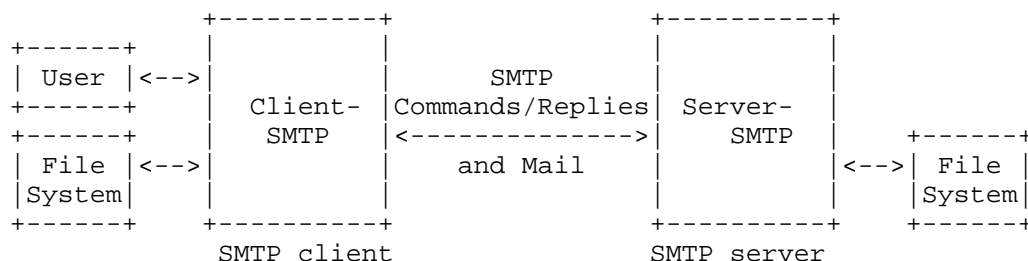 +----------+                +----------+
+------+        |          |                |          |
| User |<-->|          |      SMTP      |          |
+------+        | Client-  |Commands/Replies| Server-  |
+------+        |   SMTP   |<-------------->|    SMTP  |        +------+
| File |<-->|          |    and Mail    |          |<-->| File |
|System|        |          |                |          |        |System|
+------+        +----------+                +----------+        +------+
                 SMTP client                 SMTP server